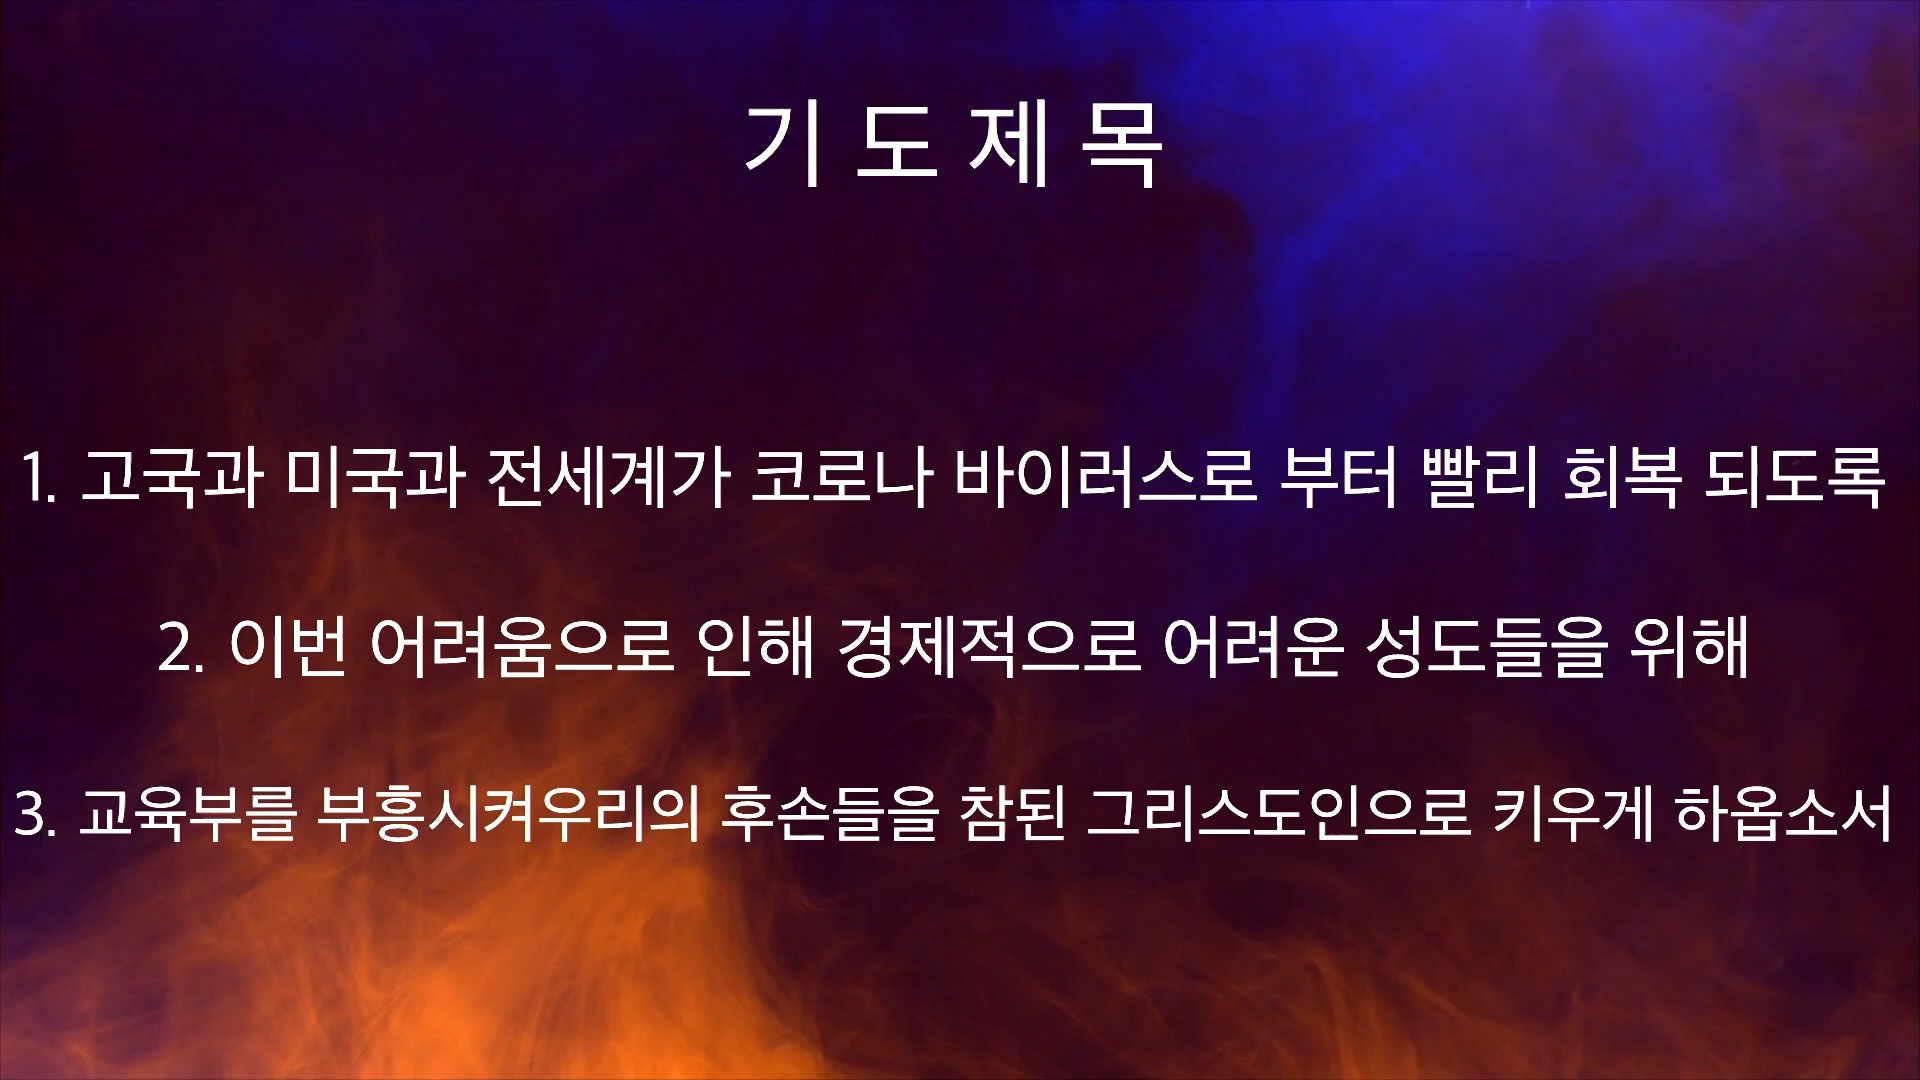 기 도 제 목
1. 고국과 미국과 전세계가 코로나 바이러스로 부터 빨리 회복 되도록
2. 이번 어려움으로 인해 경제적으로 어려운 성도들을 위해
3. 교육부를 부흥시켜우리의 후손들을 참된 그리스도인으로 키우게 하옵소서